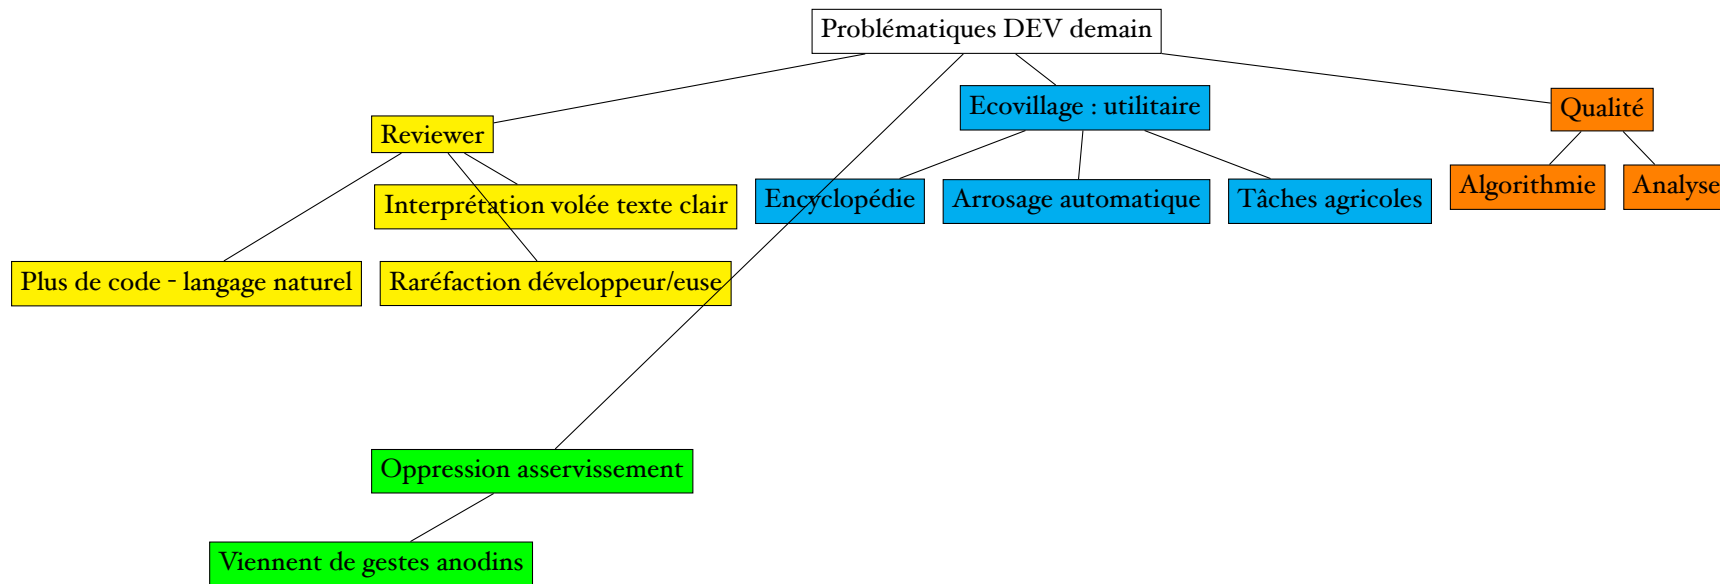 Problématiques DEV demain
Ecovillage : utilitaire
Qualité
Reviewer
Interprétation volée texte clair
Encyclopédie
Arrosage automatique
Tâches agricoles
Algorithmie
Analyse
Plus de code - langage naturel
Raréfaction développeur/euse
Oppression asservissement
Viennent de gestes anodins